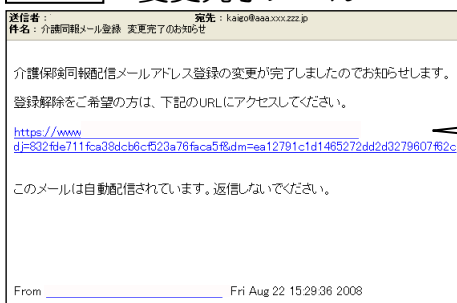 送信者： 宛先：kaigo@aaa.xxx.zzz.jp
件名：介護同報メール登録 変更完了のお知らせ
介護保険同報配信メールアドレス登録の変更が完了しましたのでお知らせします。
登録解除をご希望の方は、下記のURLにアクセスしてください。
https://www
dj=832fde711fca38dcb6cf523a76faca5f&dm=ea12791c1d1465272dd2d3279607f62c
このメールは自動配信されています。返信しないでください。
From Fri Aug 22 15:29:36 2008